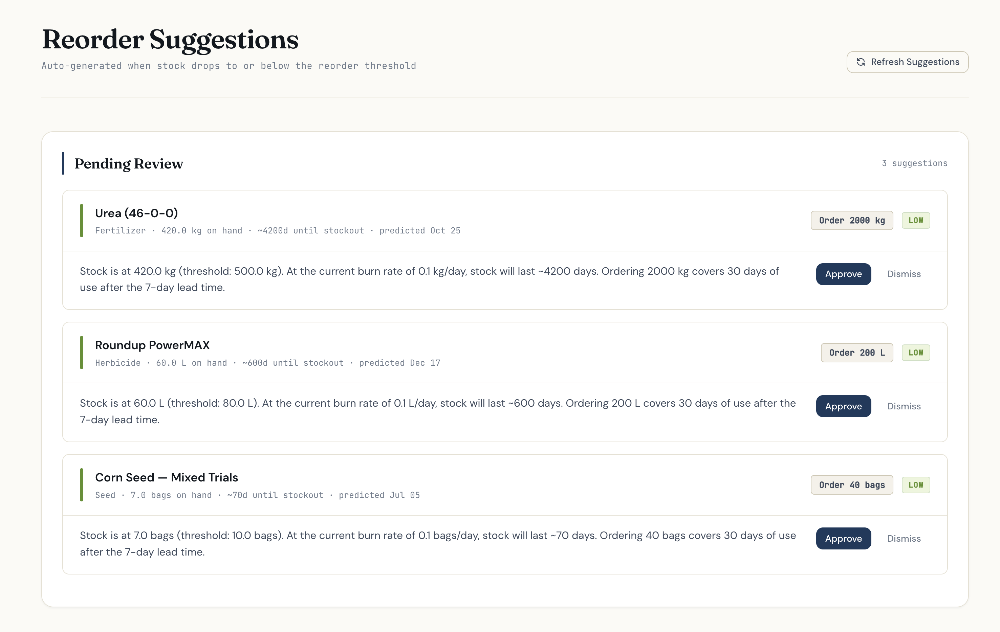 Reorder Suggestions
Auto-generated when stock drops to or below the reorder threshold
Refresh Suggestions
Pending Review
3 suggestions
Urea (46-0-0)
Fertilizer · 420.0 kg on hand · ~4200d until stockout · predicted Oct 25
Order 2000 kg
LOW
Stock is at 420.0 kg (threshold: 500.0 kg). At the current burn rate of 0.1 kg/day, stock will last ~4200 days. Ordering 2000 kg covers 30 days of
use after the 7-day lead time.
Approve
Dismiss
Roundup PowerMAX
Herbicide · 60.0 L on hand · ~600d until stockout · predicted Dec 17
Order 200 L
LOW
Stock is at 60.0 L (threshold: 80.0 L). At the current burn rate of 0.1 L/day, stock will last ~600 days. Ordering 200 L covers 30 days of use after the
7-day lead time.
Approve
Dismiss
Corn Seed — Mixed Trials
Seed · 7.0 bags on hand · ~70d until stockout · predicted Jul 05
Order 40 bags
LOW
Stock is at 7.0 bags (threshold: 10.0 bags). At the current burn rate of 0.1 bags/day, stock will last ~70 days. Ordering 40 bags covers 30 days of use
after the 7-day lead time.
Approve
Dismiss